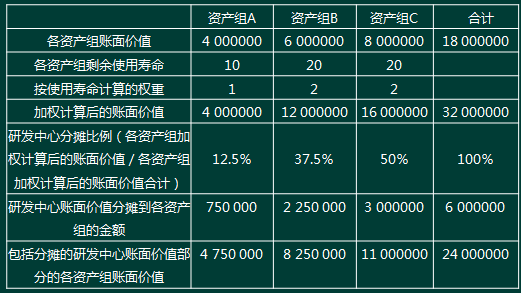 资产组A 资产组B 资产组C 合计
各资产组账面价值 4 000000 6 000000 8 000000 18 000000
各资产组剩余使用寿命 10 20 20
按使用寿命计算的权重 1 2 2
加权计算后的账面价值 4 000000 12 000000 16 000000 32 000000
研发中心分摊比例（各资产组加
权计算后的账面价值 / 各资产组 12.5% 37.5% 50% 100%
加权计算后的账面价值合计）
研发中心账面价值分摊到各资产 750 000 2 250 000 3 000000 6 000000
组的金额
包括分摊的研发中心账面价值部 4 750 000 8 250 000 11 000000 24 000000
分的各资产组账面价值